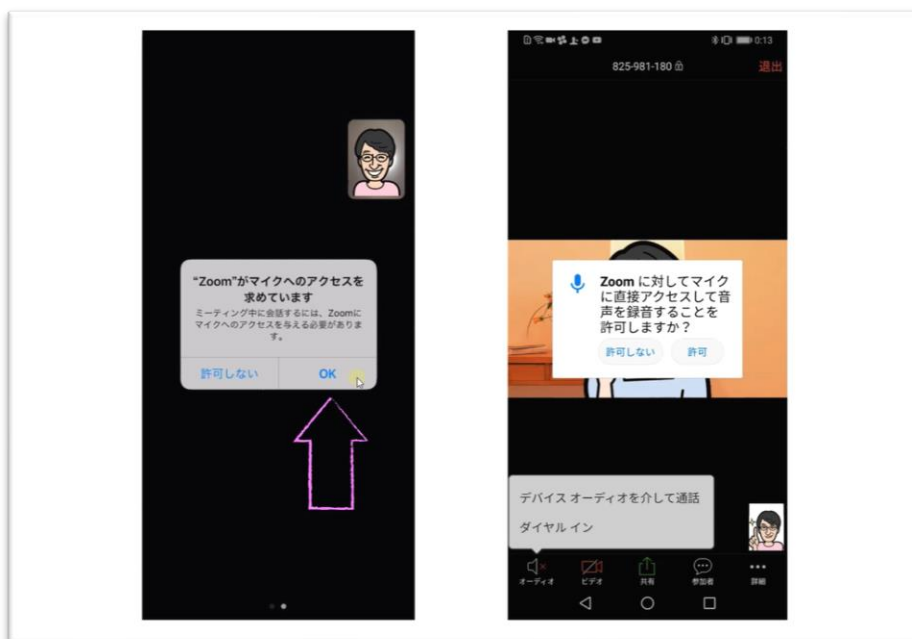 “Zoom”がマイクへのアクセスを
求めています
ミーティング中に会話するには、Zoomに
マイクへのアクセスを与える必要がありま
す。
許可しない
OK
0:13
825-981-180
退出
Zoom に対してマイク
に直接アクセスして音
声を録音することを
許可しますか？
許可しない
許可
デバイス オーディオを介して通話
ダイヤル イン
オーディオ
ビデオ
共有
参加者
詳細